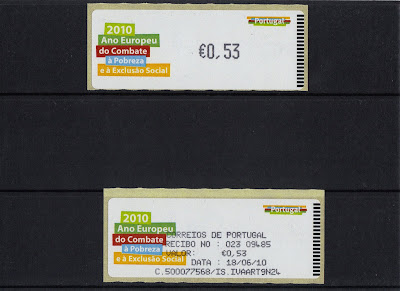 2010
Ano Europeu
do Combate
à Pobreza
e à Exclusão Social
Portugal
€0,53
2010
Ano Europeu
do Combate
à Pobreza
e à Exclusão Social
Portugal
CORREIOS DE PORTUGAL
RECIBO NO : 023 09485
VALOR: €0,53
DATA : 18/06/10
C.500077568/IS.IVAART9N24